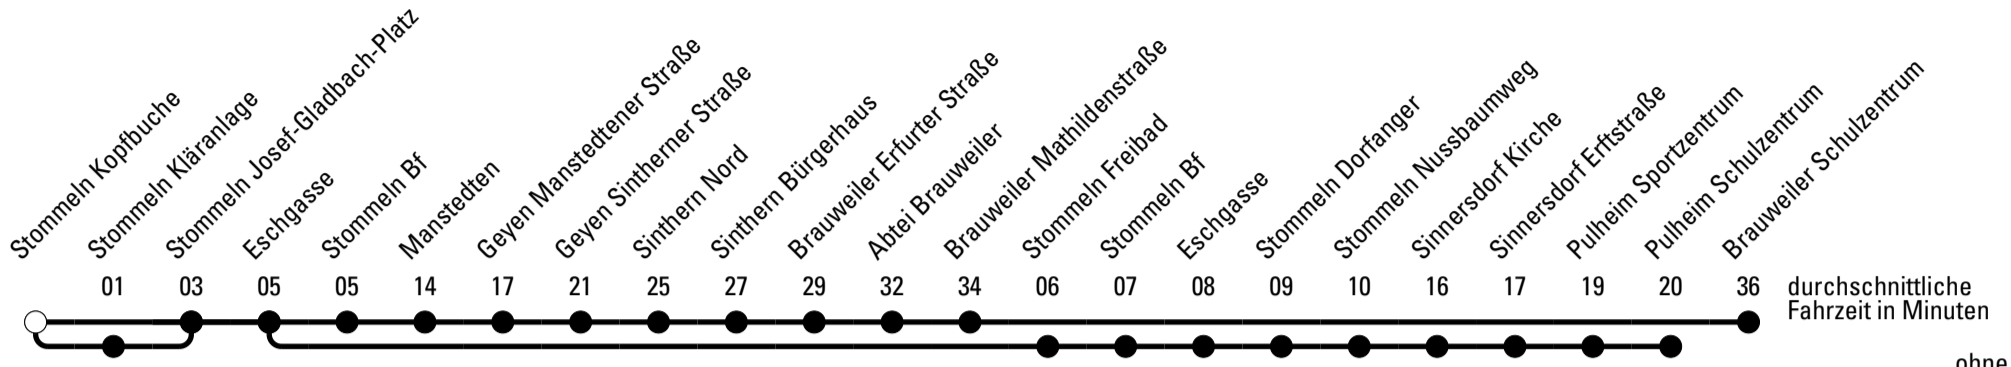 Stommeln Kopfbuche
Stommeln Kläranlage
Stommeln Josef-Gladbach-Platz
Eschgasse
Stommeln Bf
Manstedten
Geyen Manstedtener Straße
Geyen Sintherner Straße
Sinthern Nord
Sinthern Bürgerhaus
Brauweiler Erfurter Straße
Abtei Brauweiler
Brauweiler Mathildenstraße
Stommeln Freibad
Stommeln Bf
Eschgasse
Stommeln Dorfanger
Stommeln Nussbaumweg
Sinnersdorf Kirche
Sinnersdorf Erftstraße
Pulheim Sportzentrum
Pulheim Schulzentrum
Brauweiler Schulzentrum
01 03 05 05 14 17 21 25 27 29 32 34 06 07 08 09 10 16 17 19 20 36 durchschnittliche
Fahrzeit in Minuten
ohne